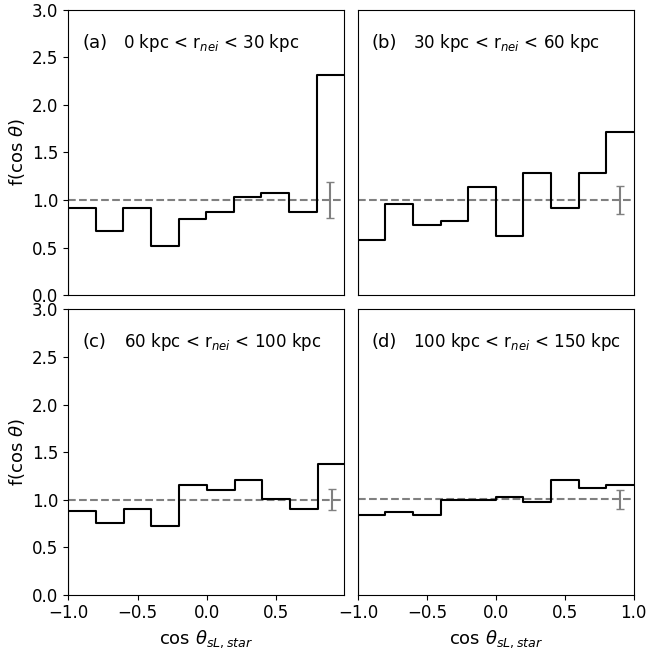 3.0
2.5
2.0
1.5
1.0
0.5
0.0
f(cos θ)
(a) 0 kpc < r_nei < 30 kpc
(b) 30 kpc < r_nei < 60 kpc
3.0
2.5
2.0
1.5
1.0
0.5
0.0
f(cos θ)
(c) 60 kpc < r_nei < 100 kpc
(d) 100 kpc < r_nei < 150 kpc
−1.0 −0.5 0.0 0.5
−1.0 −0.5 0.0 0.5 1.0
cos θ_sL,star
cos θ_sL,star